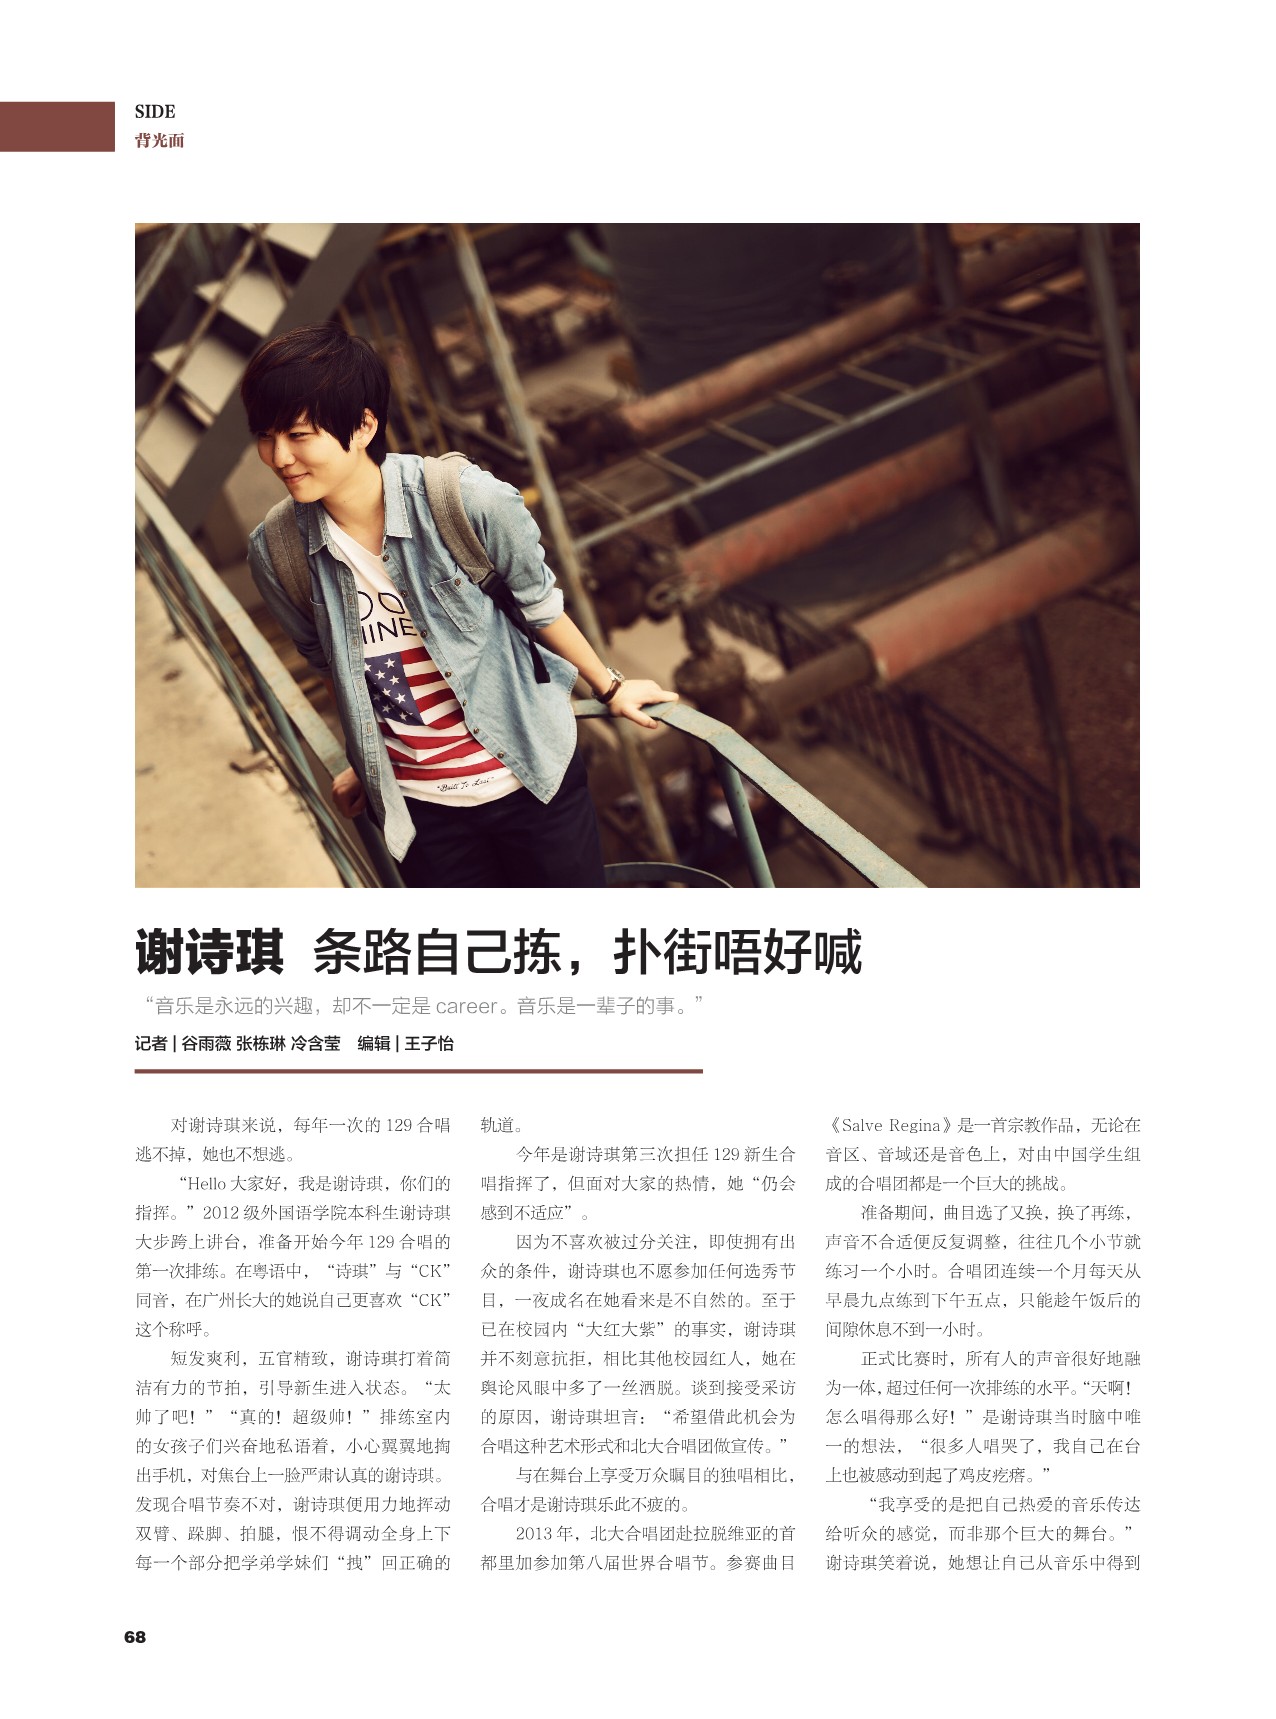 SIDE
背光面
OO
HINE
"Built To Last"
谢诗琪 条路自己拣，扑街唔好喊
“音乐是永远的兴趣，却不一定是 career。音乐是一辈子的事。”
记者 | 谷雨薇 张栋琳 冷含莹　编辑 | 王子怡
对谢诗琪来说，每年一次的 129 合唱
逃不掉，她也不想逃。
“Hello 大家好，我是谢诗琪，你们的
指挥。”2012 级外国语学院本科生谢诗琪
大步跨上讲台，准备开始今年 129 合唱的
第一次排练。在粤语中，“诗琪”与“CK”
同音，在广州长大的她说自己更喜欢“CK”
这个称呼。
短发爽利，五官精致，谢诗琪打着简
洁有力的节拍，引导新生进入状态。“太
帅了吧！”“真的！超级帅！”排练室内
的女孩子们兴奋地私语着，小心翼翼地掏
出手机，对焦台上一脸严肃认真的谢诗琪。
发现合唱节奏不对，谢诗琪便用力地挥动
双臂、跺脚、拍腿，恨不得调动全身上下
每一个部分把学弟学妹们“拽”回正确的
轨道。
今年是谢诗琪第三次担任 129 新生合
唱指挥了，但面对大家的热情，她“仍会
感到不适应”。
因为不喜欢被过分关注，即使拥有出
众的条件，谢诗琪也不愿参加任何选秀节
目，一夜成名在她看来是不自然的。至于
已在校园内“大红大紫”的事实，谢诗琪
并不刻意抗拒，相比其他校园红人，她在
舆论风眼中多了一丝洒脱。谈到接受采访
的原因，谢诗琪坦言：“希望借此机会为
合唱这种艺术形式和北大合唱团做宣传。”
与在舞台上享受万众瞩目的独唱相比，
合唱才是谢诗琪乐此不疲的。
2013 年，北大合唱团赴拉脱维亚的首
都里加参加第八届世界合唱节。参赛曲目
《Salve Regina》是一首宗教作品，无论在
音区、音域还是音色上，对由中国学生组
成的合唱团都是一个巨大的挑战。
准备期间，曲目选了又换，换了再练，
声音不合适便反复调整，往往几个小节就
练习一个小时。合唱团连续一个月每天从
早晨九点练到下午五点，只能趁午饭后的
间隙休息不到一小时。
正式比赛时，所有人的声音很好地融
为一体，超过任何一次排练的水平。“天啊！
怎么唱得那么好！”是谢诗琪当时脑中唯
一的想法，“很多人唱哭了，我自己在台
上也被感动到起了鸡皮疙瘩。”
“我享受的是把自己热爱的音乐传达
给听众的感觉，而非那个巨大的舞台。”
谢诗琪笑着说，她想让自己从音乐中得到
68